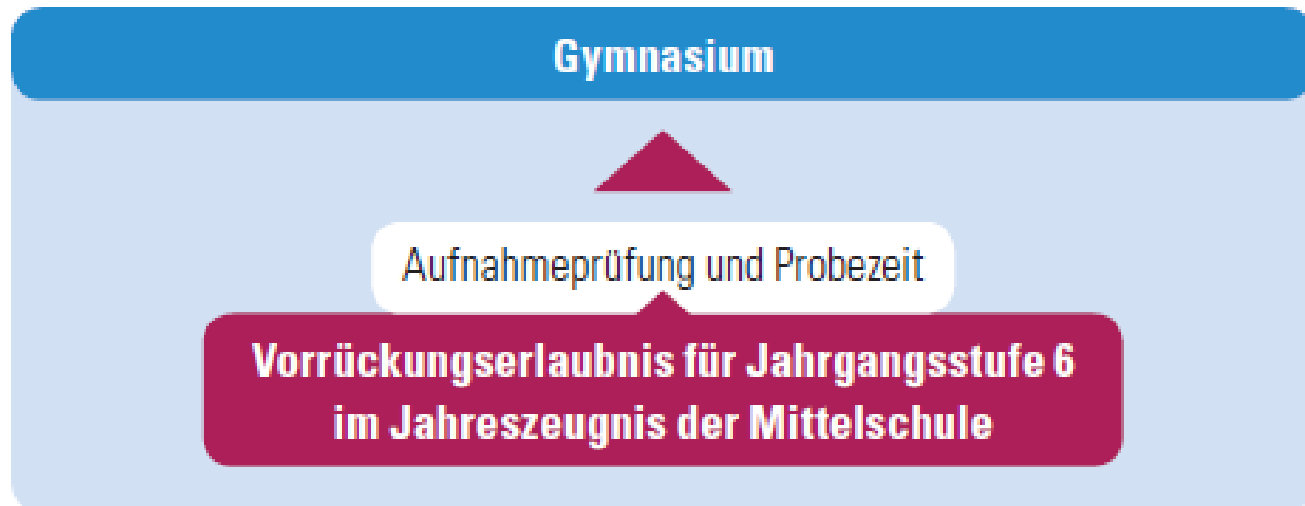 Gymnasium
Aufnahmeprüfung und Probezeit
Vorrückungserlaubnis für Jahrgangsstufe 6
im Jahreszeugnis der Mittelschule